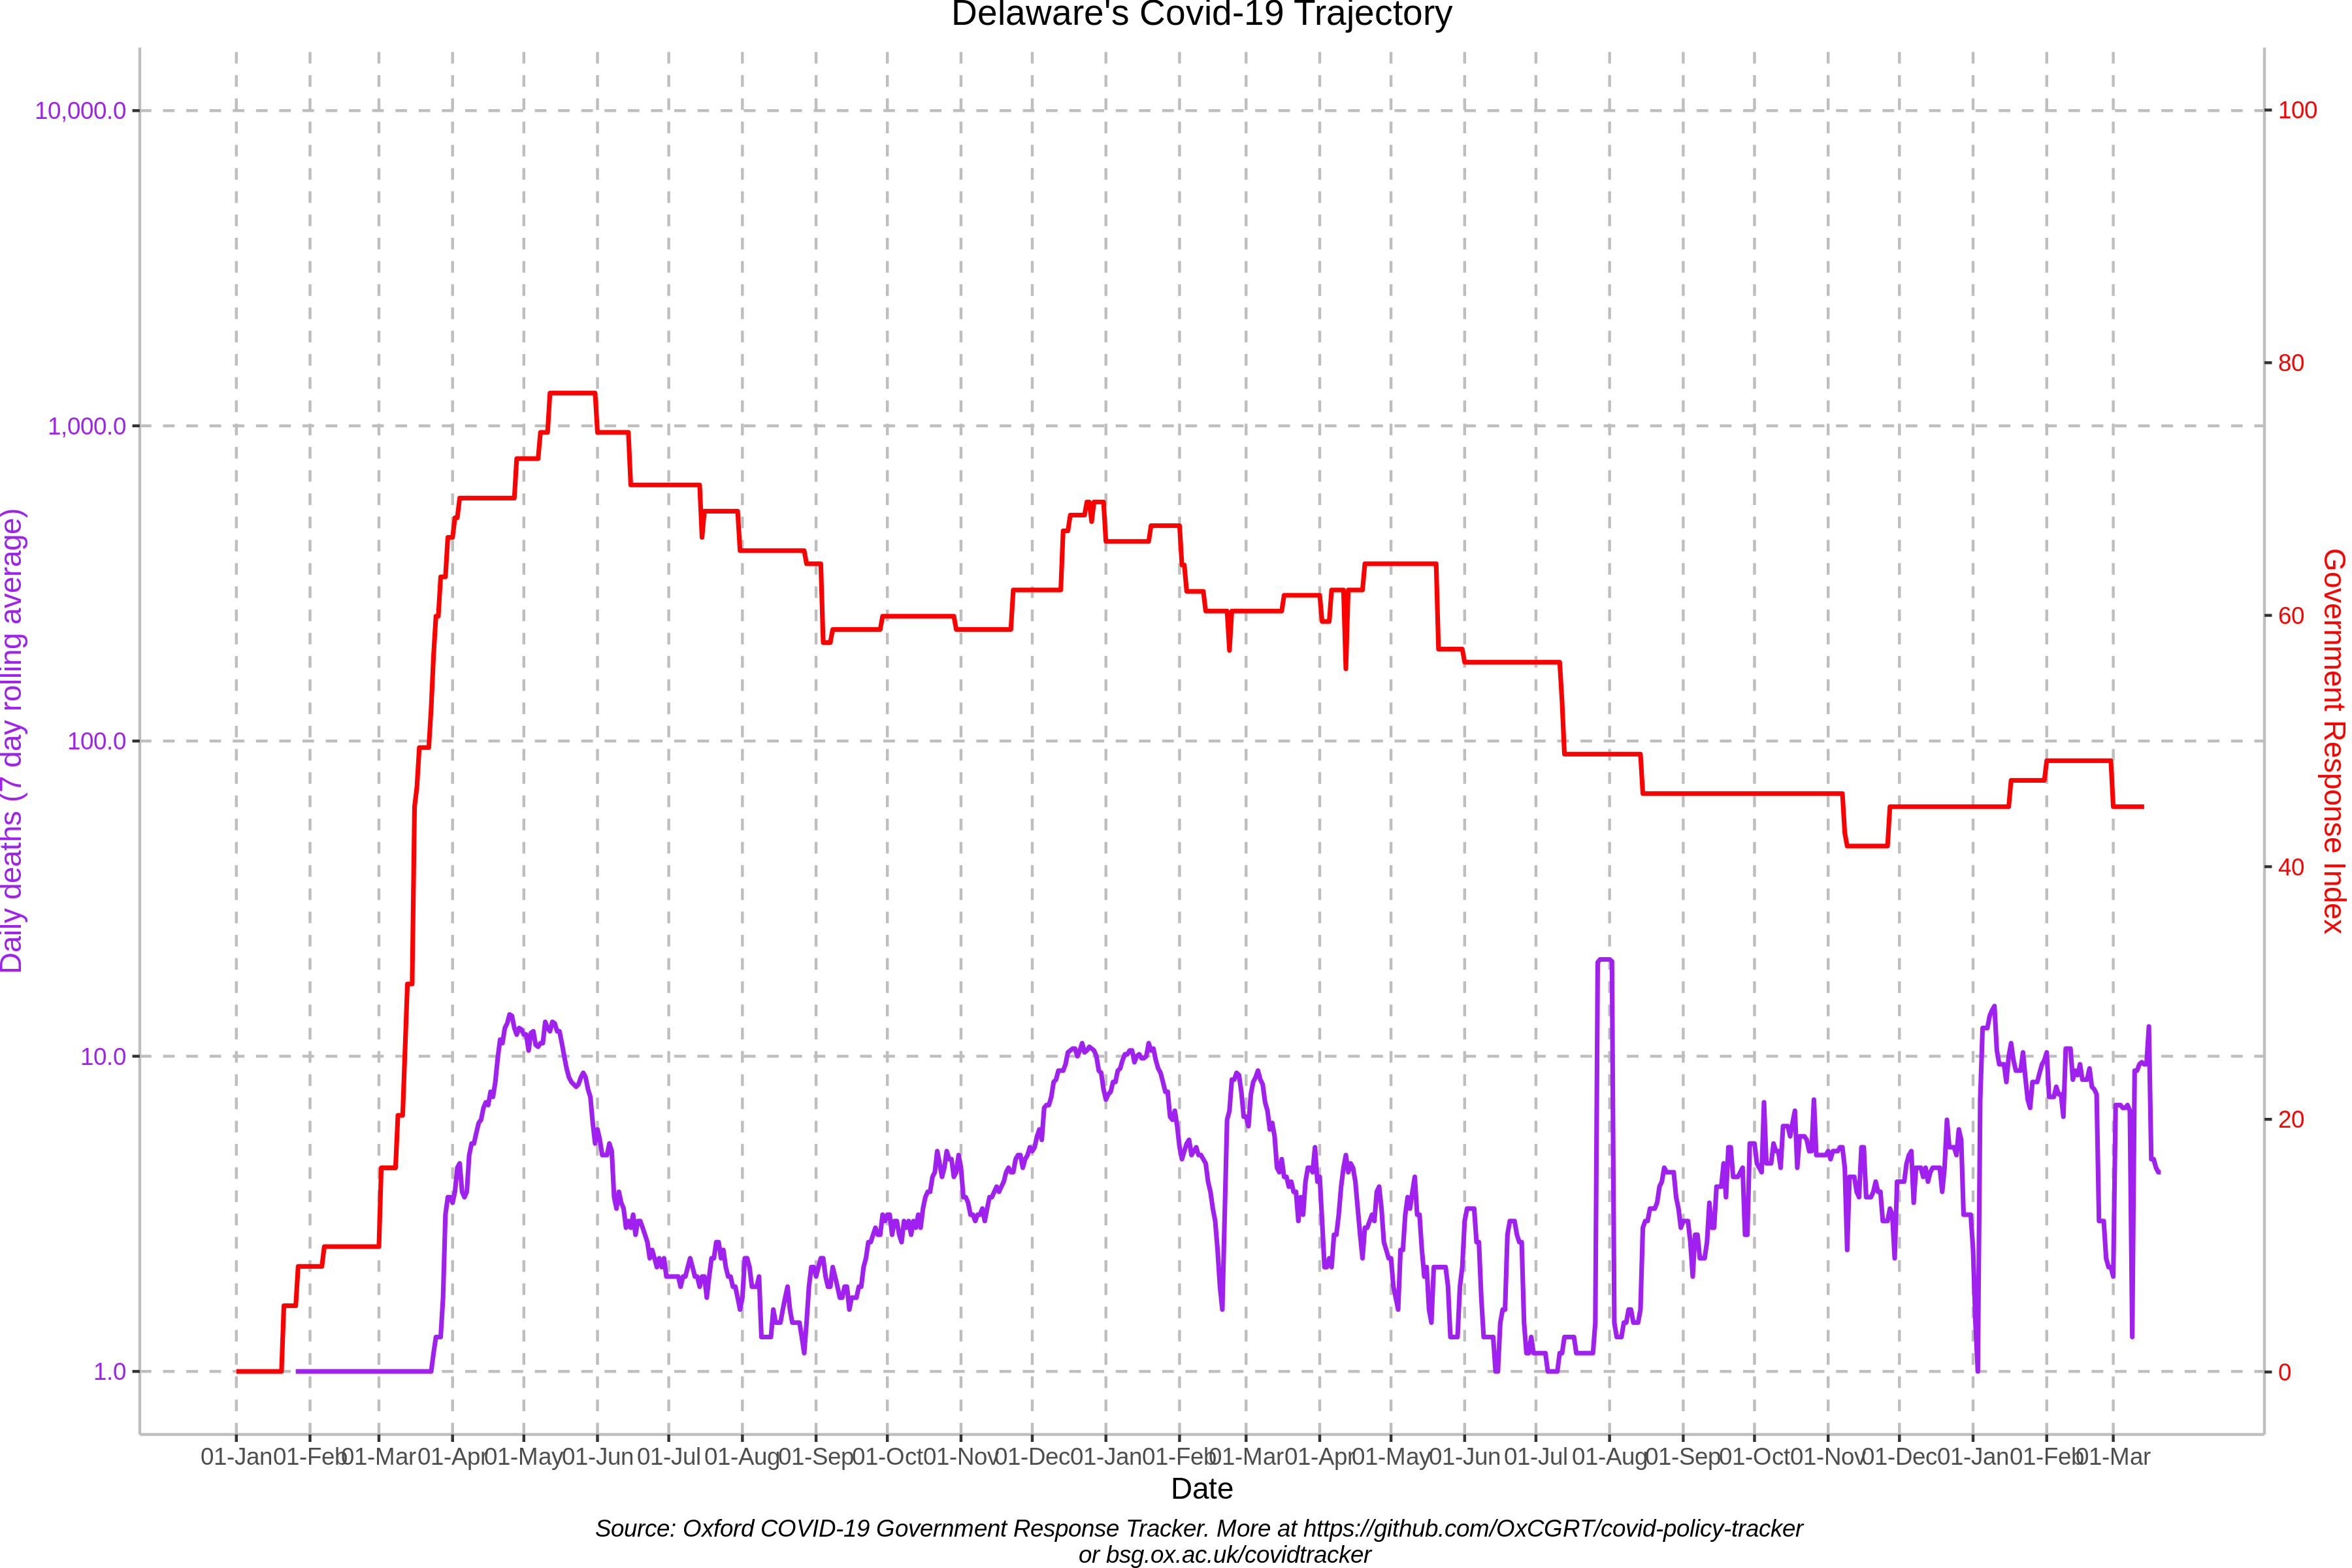 Delaware's Covid-19 Trajectory
10,000.0
1,000.0
100.0
10.0
1.0
Daily deaths (7 day rolling average)
100
80
60
40
20
0
Government Response Index
01-Jan 01-Feb 01-Mar 01-Apr 01-May 01-Jun 01-Jul 01-Aug 01-Sep 01-Oct 01-Nov 01-Dec 01-Jan 01-Feb 01-Mar 01-Apr 01-May 01-Jun 01-Jul 01-Aug 01-Sep 01-Oct 01-Nov 01-Dec 01-Jan 01-Feb 01-Mar
Date
Source: Oxford COVID-19 Government Response Tracker. More at https://github.com/OxCGRT/covid-policy-tracker
or bsg.ox.ac.uk/covidtracker